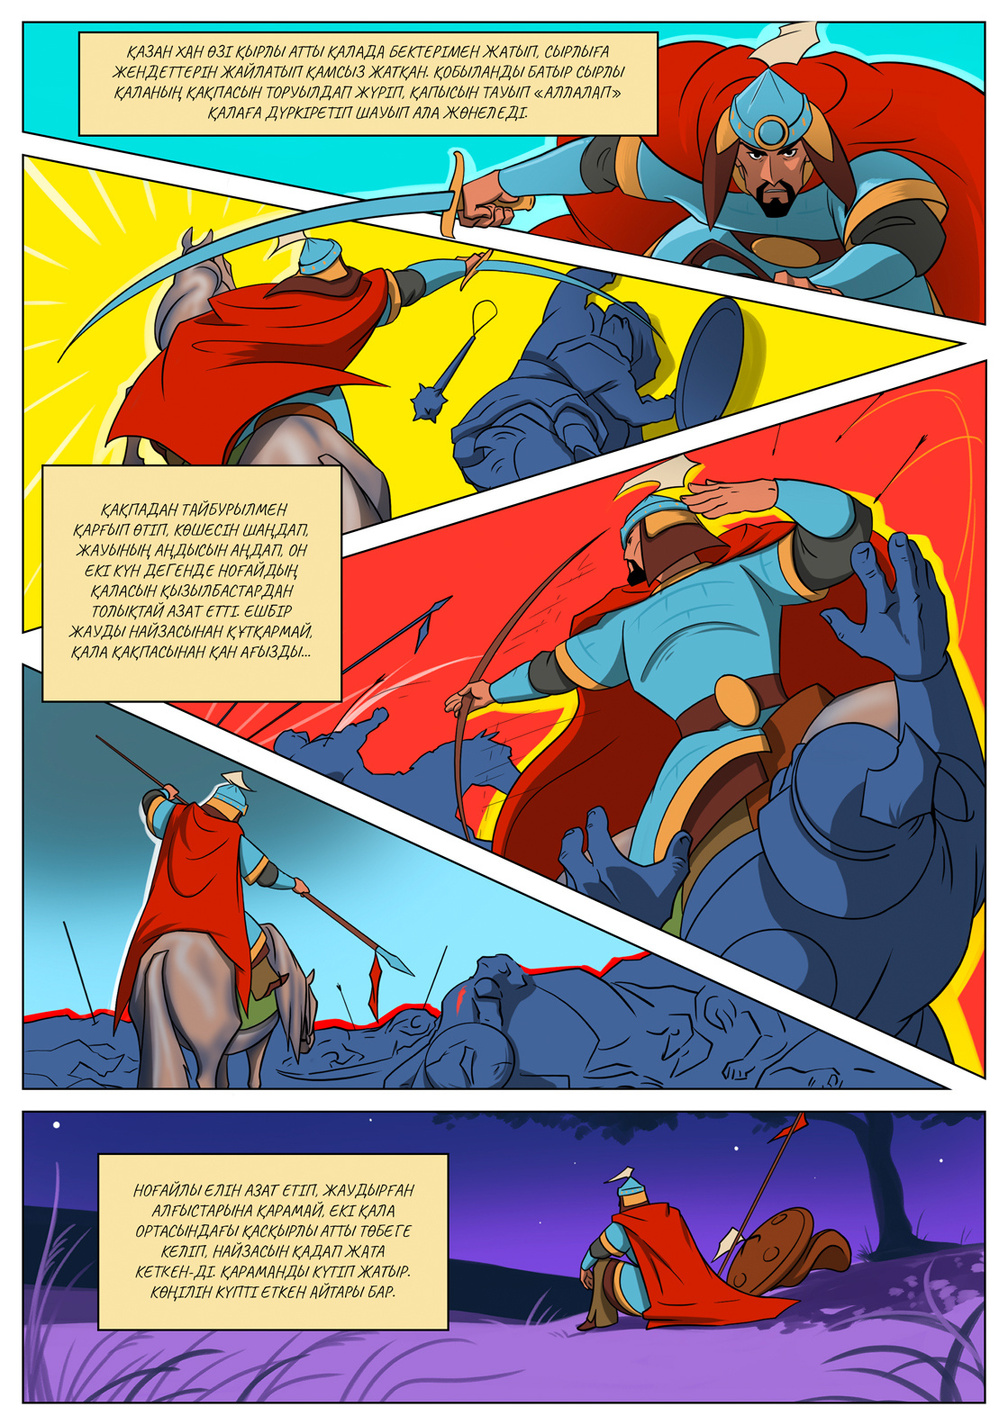 ҚАЗАН ХАН ӨЗІ ҚЫРЛЫ АТТЫ ҚАЛАДА БЕКТЕРІМЕН ЖАТЫП, СЫРЛЫҒА
ЖЕНДЕТТЕРІН ЖАЙЛАТЫП ҚАМСЫЗ ЖАТҚАН. ҚОБЫЛАНДЫ БАТЫР СЫРЛЫ
ҚАЛАНЫҢ ҚАҚПАСЫН ТОРУЫЛДАП ЖҮРІП, ҚАПЫСЫН ТАУЫП «АЛЛАЛАП»
ҚАЛАҒА ДҮРКІРЕТІП ШАУЫП АЛА ЖӨНЕЛЕДІ.
ҚАҚПАДАН ТАЙБУРЫЛМЕН
ҚАРҒЫП ӨТІП, КӨШЕСІН ШАҢДАП,
ЖАУЫНЫҢ АҢДЫСЫН АҢДАП, ОН
ЕКІ КҮН ДЕГЕНДЕ НОҒАЙДЫҢ
ҚАЛАСЫН ҚЫЗЫЛБАСТАРДАН
ТОЛЫҚТАЙ АЗАТ ЕТТІ. ЕШБІР
ЖАУДЫ НАЙЗАСЫНАН ҚҰТҚАРМАЙ,
ҚАЛА ҚАҚПАСЫНАН ҚАН АҒЫЗДЫ...
НОҒАЙЛЫ ЕЛІН АЗАТ ЕТІП, ЖАУДЫРҒАН
АЛҒЫСТАРЫНА ҚАРАМАЙ, ЕКІ ҚАЛА
ОРТАСЫНДАҒЫ ҚАСҚЫРЛЫ АТТЫ ТӨБЕГЕ
КЕЛІП, НАЙЗАСЫН ҚАДАП ЖАТА
КЕТКЕН-ДІ. ҚАРАМАНДЫ КҮТІП ЖАТЫР.
КӨҢІЛІН КҮПТІ ЕТКЕН АЙТАРЫ БАР.